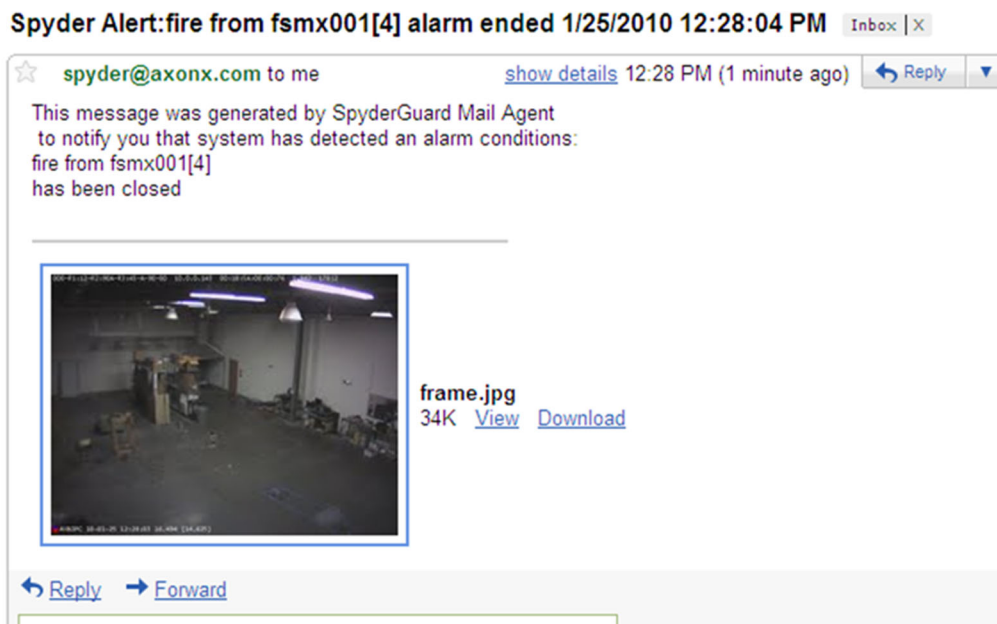 Spyder Alert:fire from fsmx001[4] alarm ended 1/25/2010 12:28:04 PM Inbox | X
spyder@axonx.com to me show details 12:28 PM (1 minute ago) Reply
This message was generated by SpyderGuard Mail Agent
to notify you that system has detected an alarm conditions:
fire from fsmx001[4]
has been closed
frame.jpg
34K View Download
Reply Forward